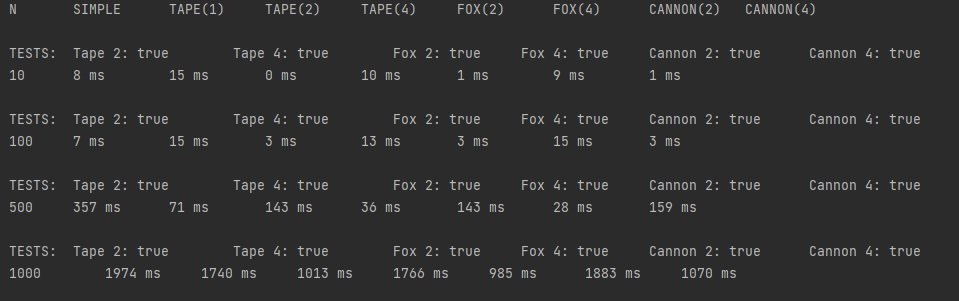 N SIMPLE TAPE(1) TAPE(2) TAPE(4) FOX(2) FOX(4) CANNON(2) CANNON(4)
TESTS: Tape 2: true Tape 4: true Fox 2: true Fox 4: true Cannon 2: true Cannon 4: true
10 8 ms 15 ms 0 ms 10 ms 1 ms 9 ms 1 ms
TESTS: Tape 2: true Tape 4: true Fox 2: true Fox 4: true Cannon 2: true Cannon 4: true
100 7 ms 15 ms 3 ms 13 ms 3 ms 15 ms 3 ms
TESTS: Tape 2: true Tape 4: true Fox 2: true Fox 4: true Cannon 2: true Cannon 4: true
500 357 ms 71 ms 143 ms 36 ms 143 ms 28 ms 159 ms
TESTS: Tape 2: true Tape 4: true Fox 2: true Fox 4: true Cannon 2: true Cannon 4: true
1000 1974 ms 1740 ms 1013 ms 1766 ms 985 ms 1883 ms 1070 ms